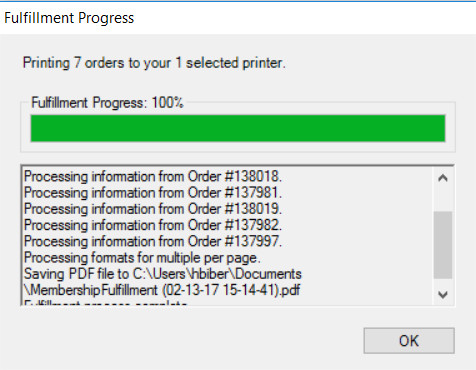 Fulfillment Progress
Printing 7 orders to your 1 selected printer.
Fulfillment Progress: 100%
Processing information from Order #138018.
Processing information from Order #137981.
Processing information from Order #138019.
Processing information from Order #137982.
Processing information from Order #137997.
Processing formats for multiple per page.
Saving PDF file to C:\Users\hbiber\Documents
\MembershipFulfillment (02-13-17 15-14-41).pdf
Fulfillment process complete
OK